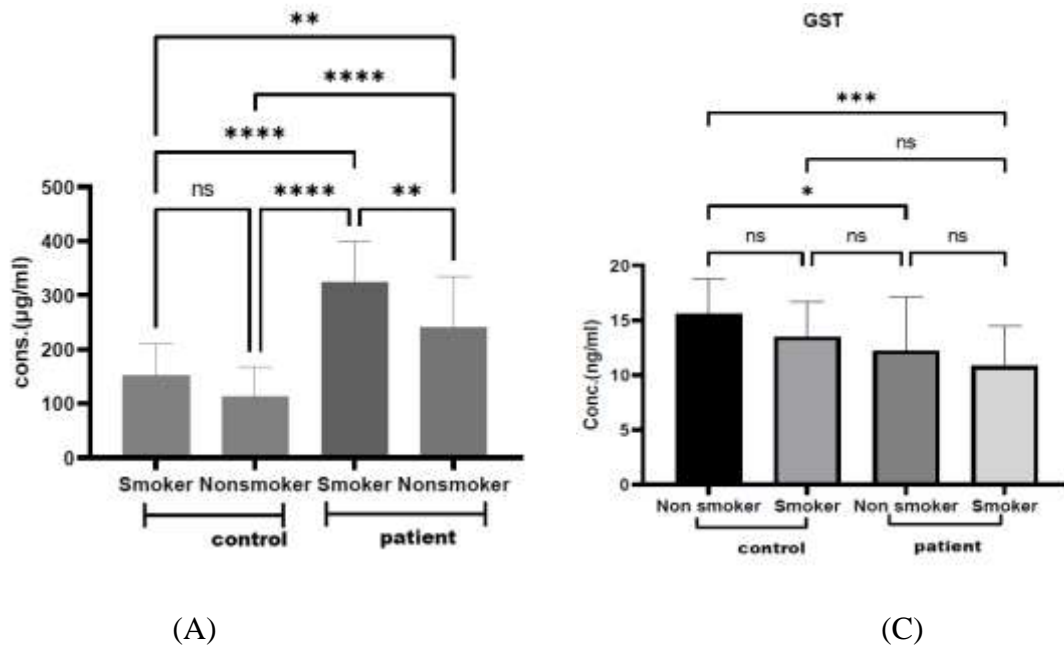 **
****
****
ns
****
**
cons.(µg/ml)
500
400
300
200
100
0
Smoker Nonsmoker Smoker Nonsmoker
control patient
(A)
GST
***
ns
*
ns ns ns
Conc.(ng/ml)
20
15
10
5
0
Non smoker Smoker Non smoker Smoker
control patient
(C)